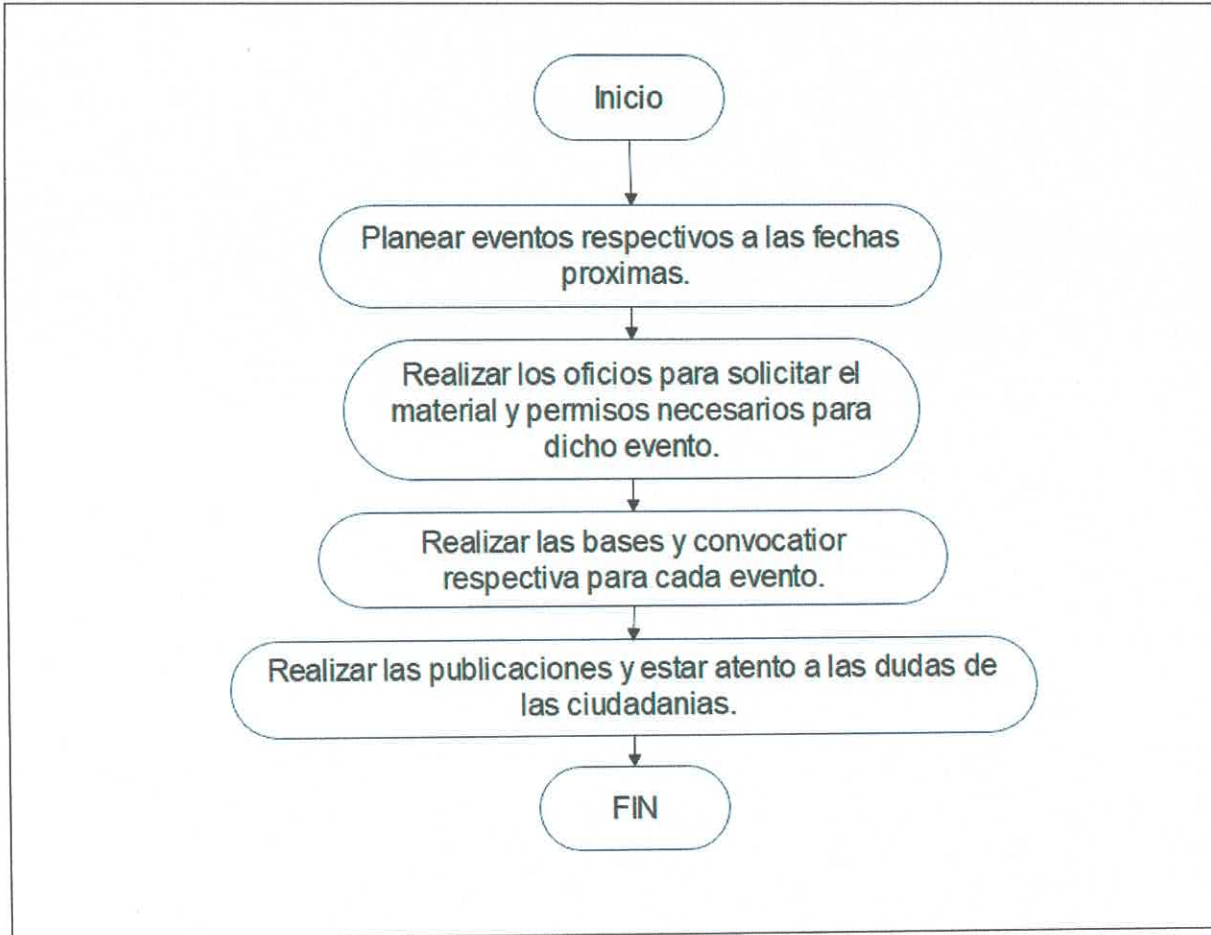 Inicio
Planear eventos respectivos a las fechas
proximas.
Realizar los oficios para solicitar el
material y permisos necesarios para
dicho evento.
Realizar las bases y convocatior
respectiva para cada evento.
Realizar las publicaciones y estar atento a las dudas de
las ciudadanias.
FIN